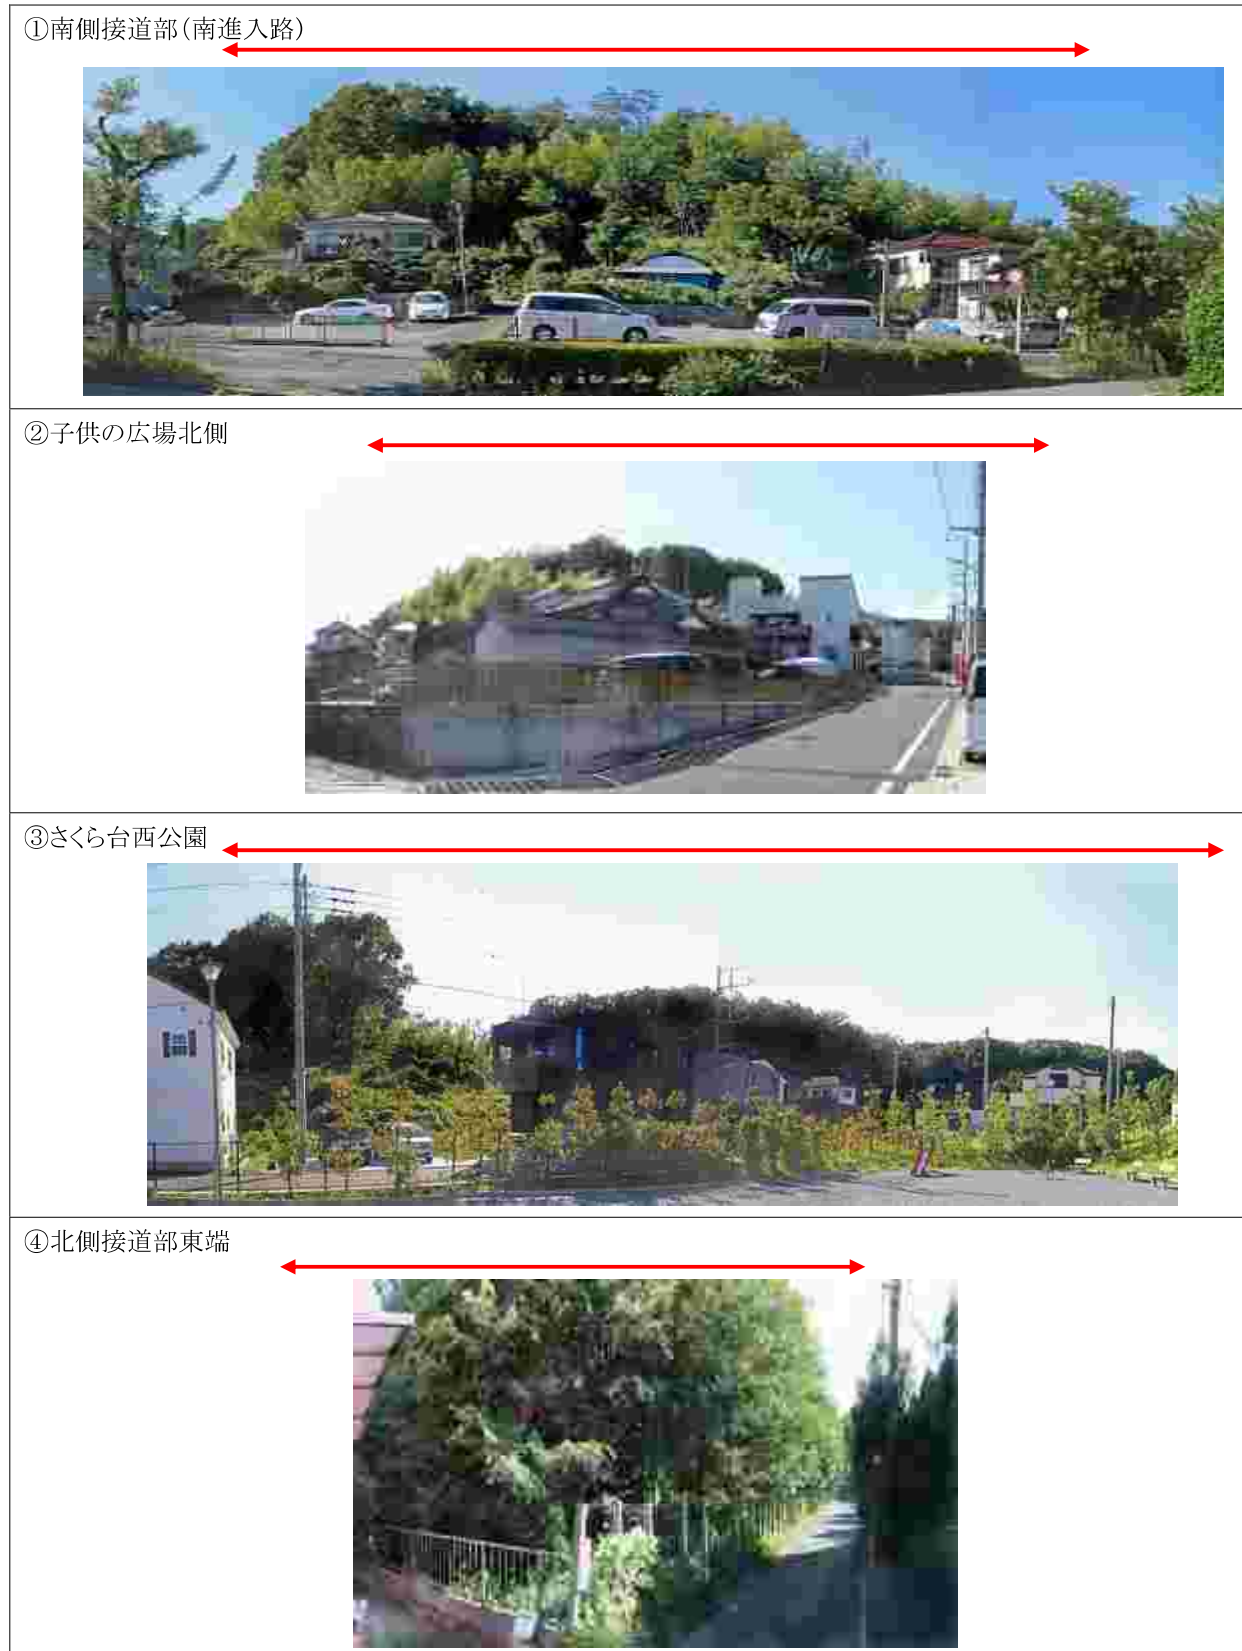 ①南側接道部（南進入路）
②子供の広場北側
③さくら台西公園
④北側接道部東端